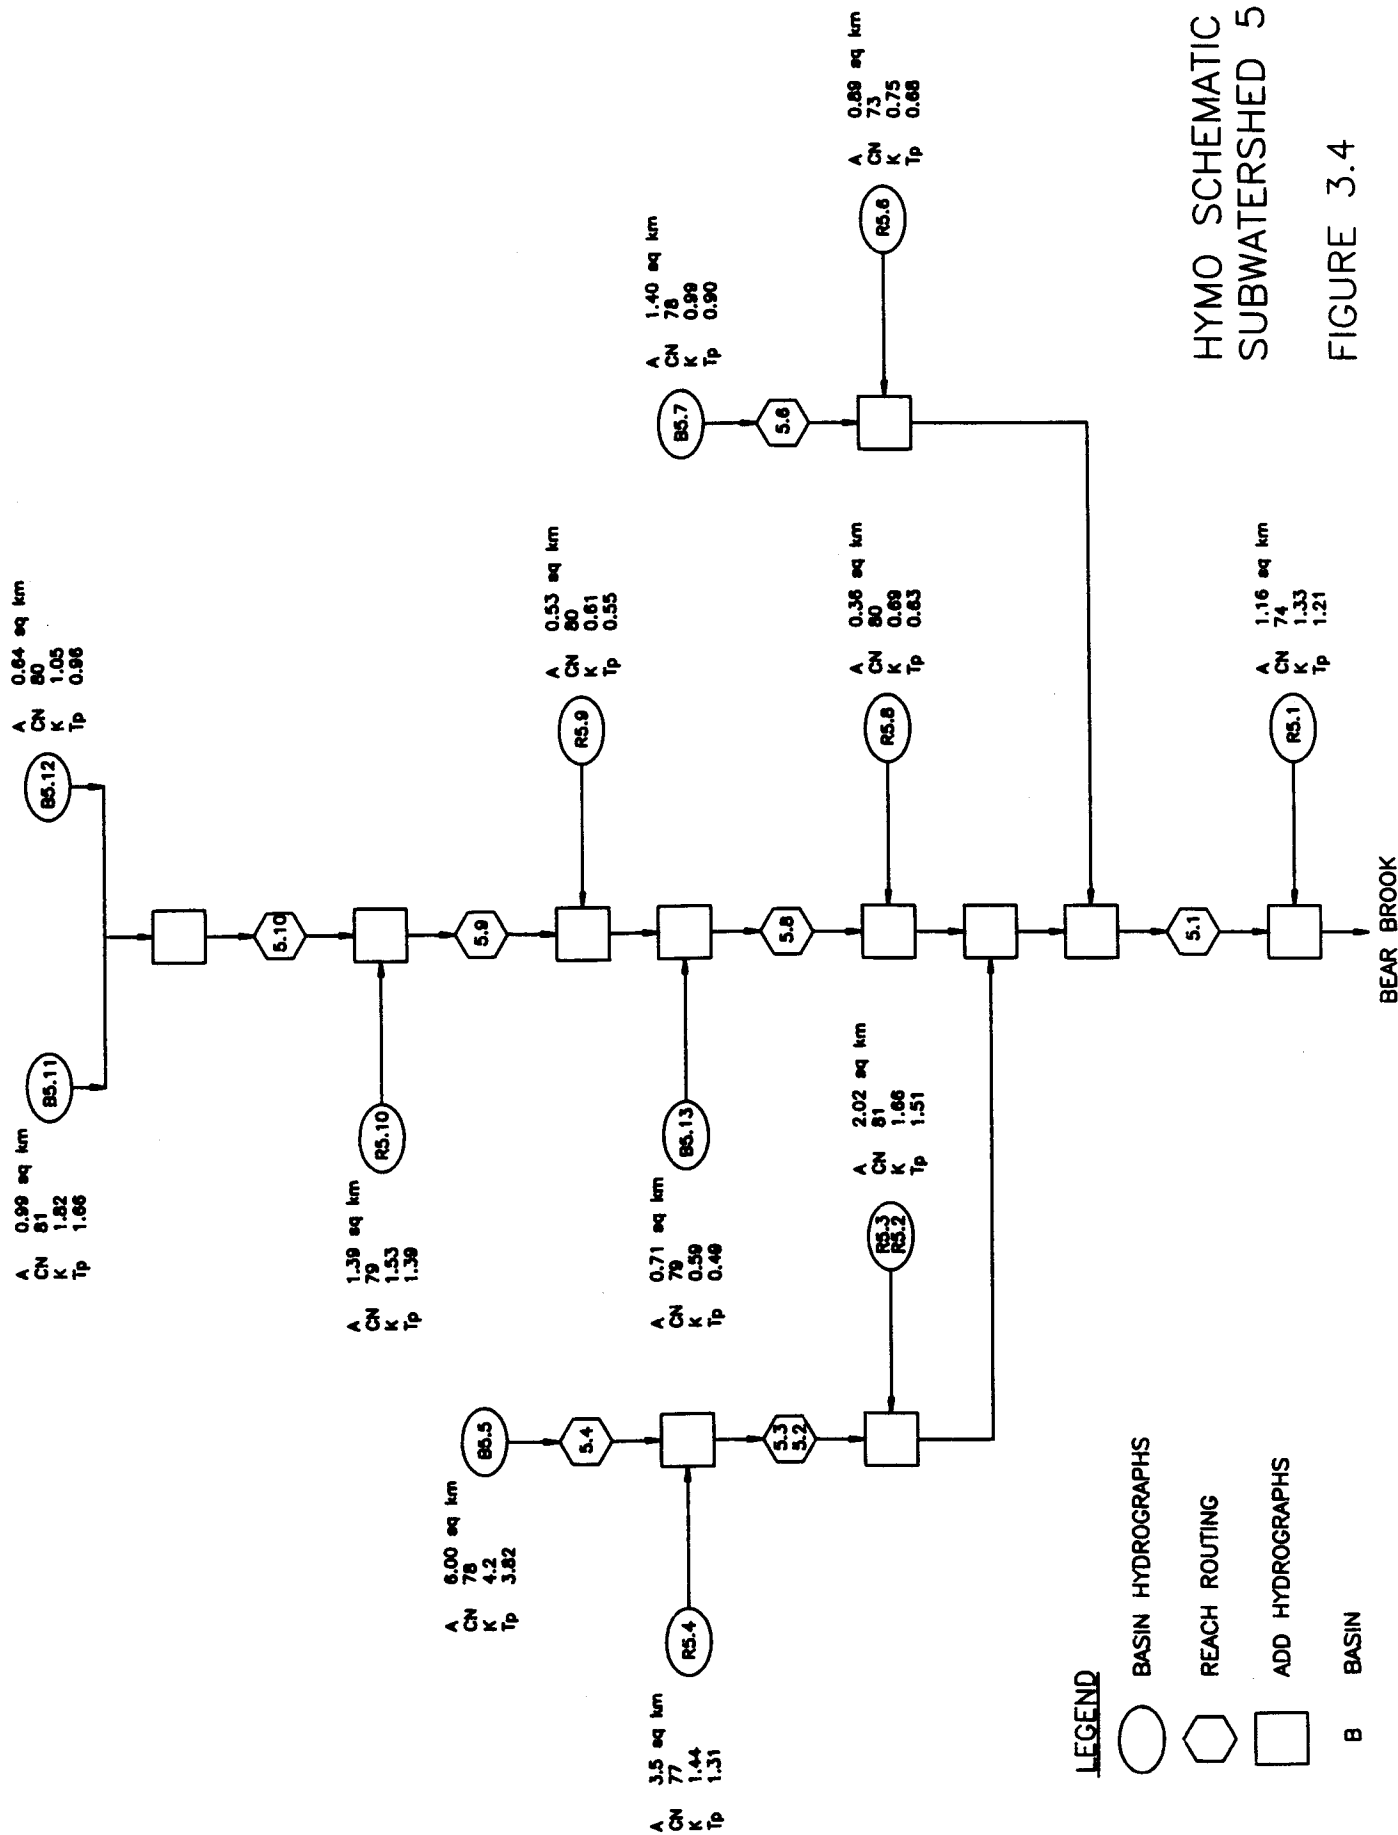 A 0.99 sq km
CN 81
K 1.82
Tp 1.66
B5.11
B5.12
A 0.64 sq km
CN 80
K 1.05
Tp 0.96
5.10
A 1.39 sq km
CN 79
K 1.53
Tp 1.39
R5.10
5.9
R5.9
A 0.53 sq km
CN 80
K 0.61
Tp 0.55
A 0.71 sq km
CN 79
K 0.59
Tp 0.49
B5.13
5.8
R5.8
A 0.36 sq km
CN 80
K 0.69
Tp 0.63
A 6.00 sq km
CN 78
K 4.2
Tp 3.82
B5.5
5.4
A 3.5 sq km
CN 77
K 1.44
Tp 1.31
R5.4
5.3
5.2
R5.3
R5.2
A 2.02 sq km
CN 81
K 1.66
Tp 1.51
B5.7
A 1.40 sq km
CN 78
K 0.99
Tp 0.90
5.6
R5.6
A 0.89 sq km
CN 73
K 0.75
Tp 0.68
5.1
R5.1
A 1.16 sq km
CN 74
K 1.33
Tp 1.21
BEAR BROOK
LEGEND
BASIN HYDROGRAPHS
REACH ROUTING
ADD HYDROGRAPHS
B BASIN
HYMO SCHEMATIC
SUBWATERSHED 5
FIGURE 3.4